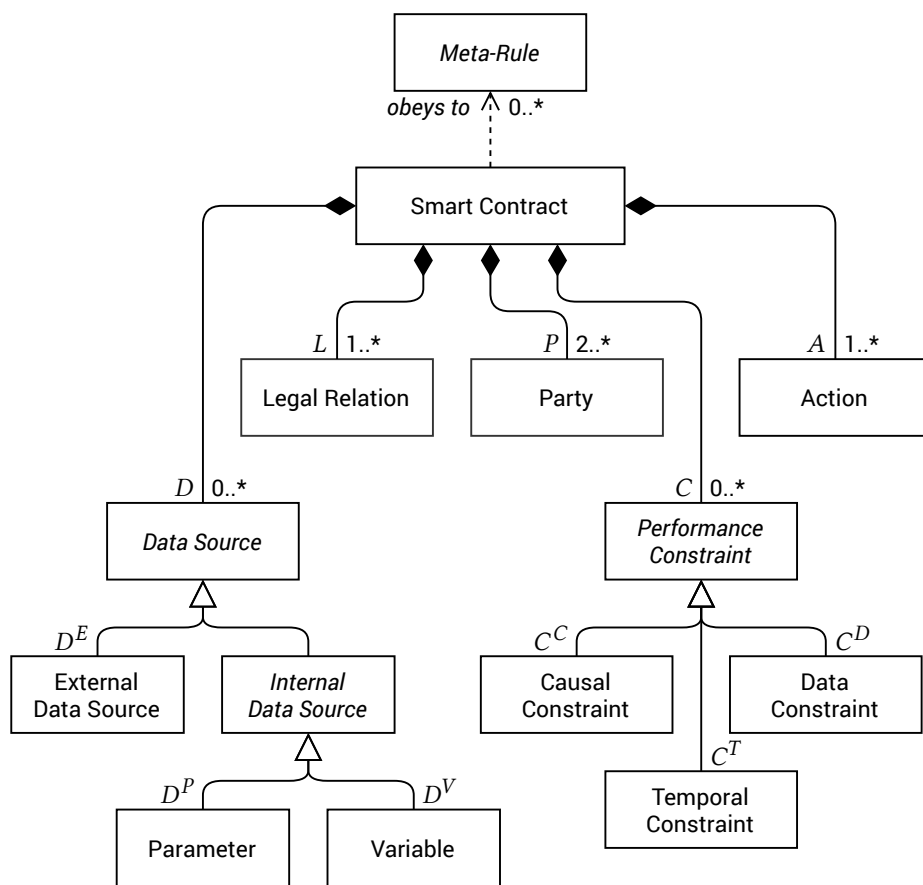 Meta-Rule
obeys to 0..*
Smart Contract
L 1..*
P 2..*
A 1..*
Legal Relation
Party
Action
D 0..*
C 0..*
Data Source
Performance
Constraint
D^E
C^C
C^D
External
Data Source
Internal
Data Source
Causal
Constraint
Data
Constraint
C^T
D^P
D^V
Temporal
Constraint
Parameter
Variable